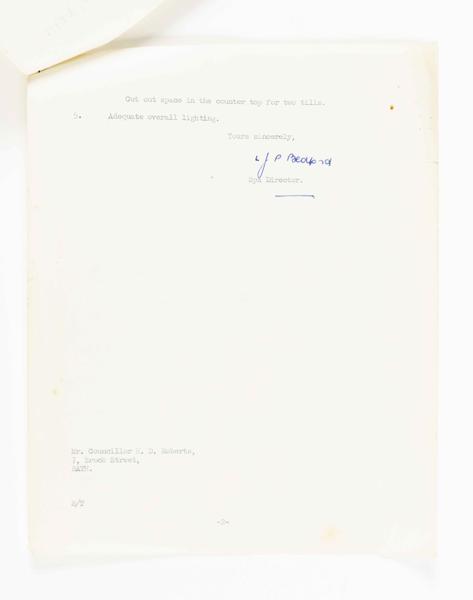 Cut out space in the counter top for two tills.
5. Adequate overall lighting.
Yours sincerely,
J P Bedford
Spa Director.
Mr. Councillor H. D. Roberts,
7, Brock Street,
BATH.
-2-